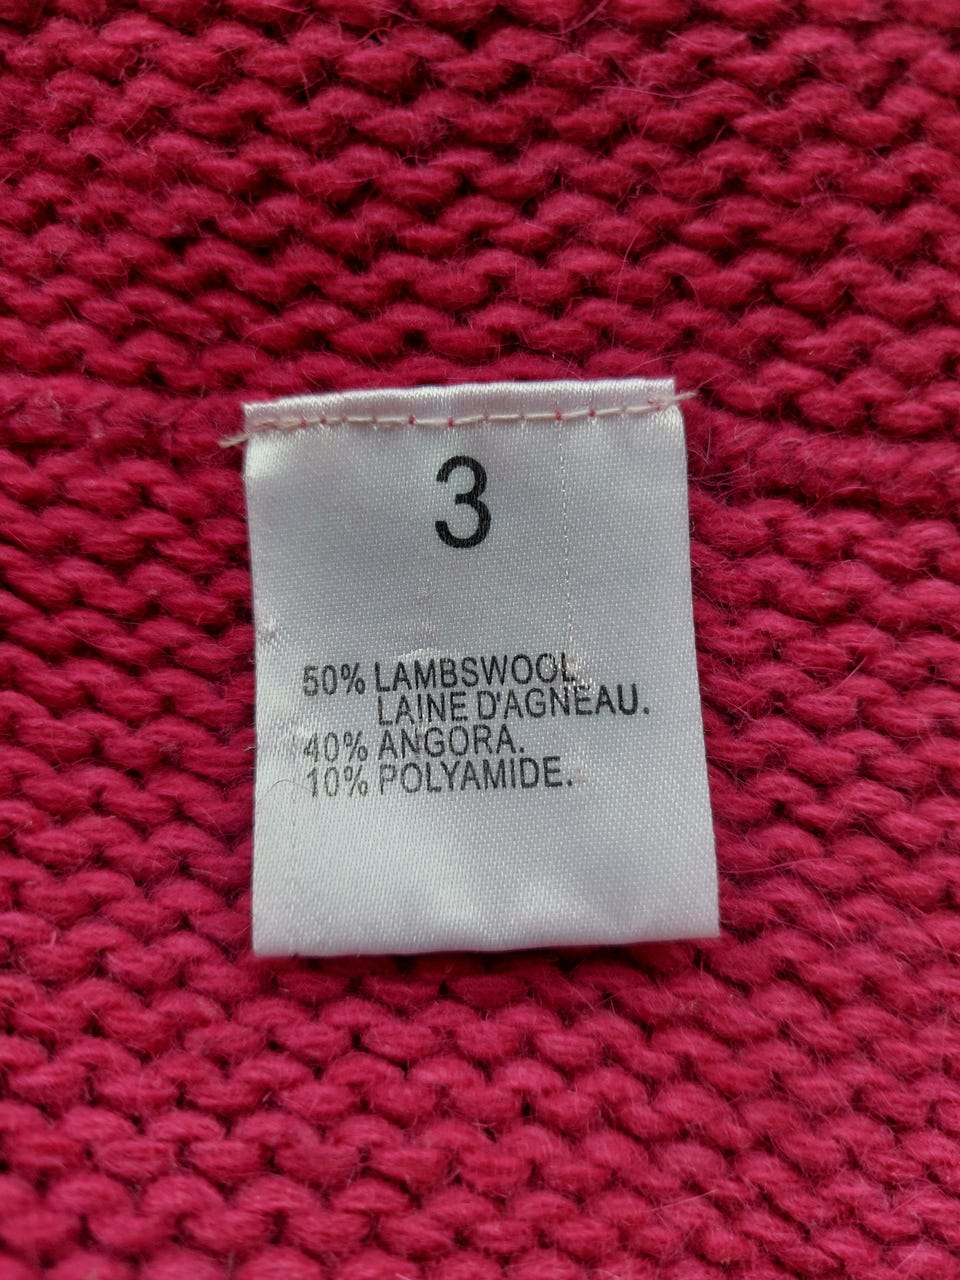 3
50% LAMBSWOOL
LAINE D'AGNEAU.
40% ANGORA.
10% POLYAMIDE.